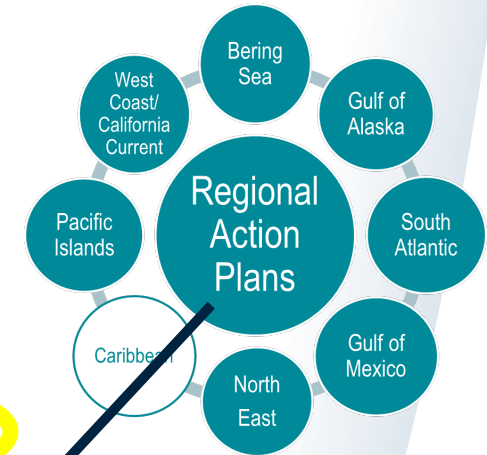 Bering
Sea
West
Coast/
California
Current
Gulf of
Alaska
Regional
Action
Plans
Pacific
Islands
South
Atlantic
Caribbean
Gulf of
Mexico
North
East